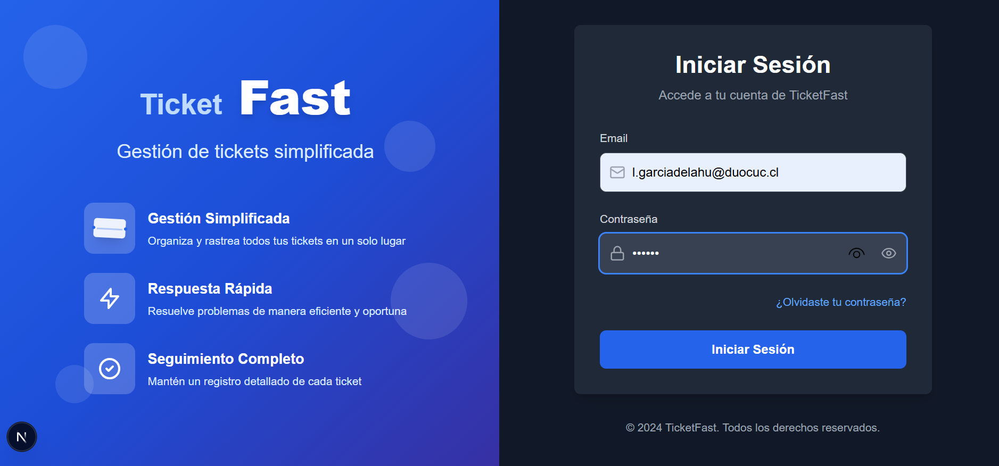 Ticket Fast
Gestión de tickets simplificada
Gestión Simplificada
Organiza y rastrea todos tus tickets en un solo lugar
Respuesta Rápida
Resuelve problemas de manera eficiente y oportuna
Seguimiento Completo
Mantén un registro detallado de cada ticket
N
Iniciar Sesión
Accede a tu cuenta de TicketFast
Email
l.garciadelahu@duocuc.cl
Contraseña
••••••
¿Olvidaste tu contraseña?
Iniciar Sesión
© 2024 TicketFast. Todos los derechos reservados.